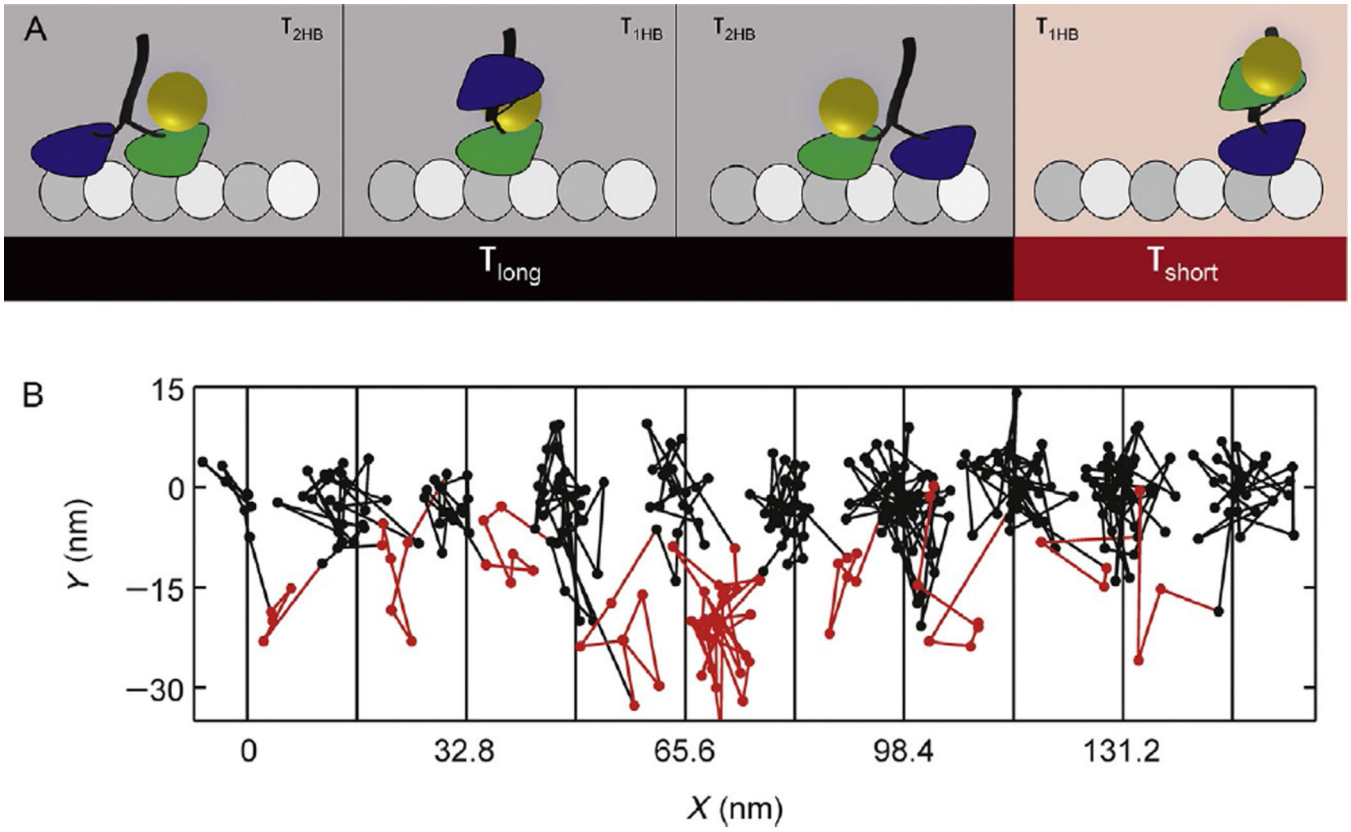 A
T2HB
T1HB
T2HB
T1HB
Tlong
Tshort
B
15
0
−15
−30
Y (nm)
0
32.8
65.6
98.4
131.2
X (nm)